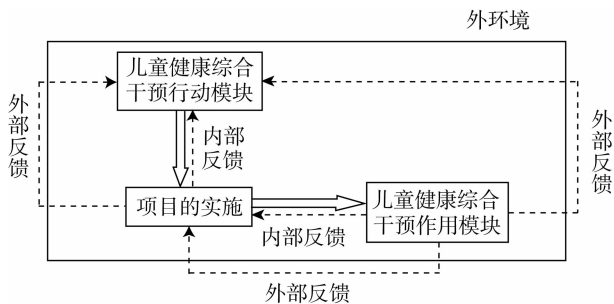 外环境
儿童健康综合
干预行动模块
外部反馈
内部
反馈
外部反馈
项目的实施
儿童健康综合
干预作用模块
内部反馈
外部反馈